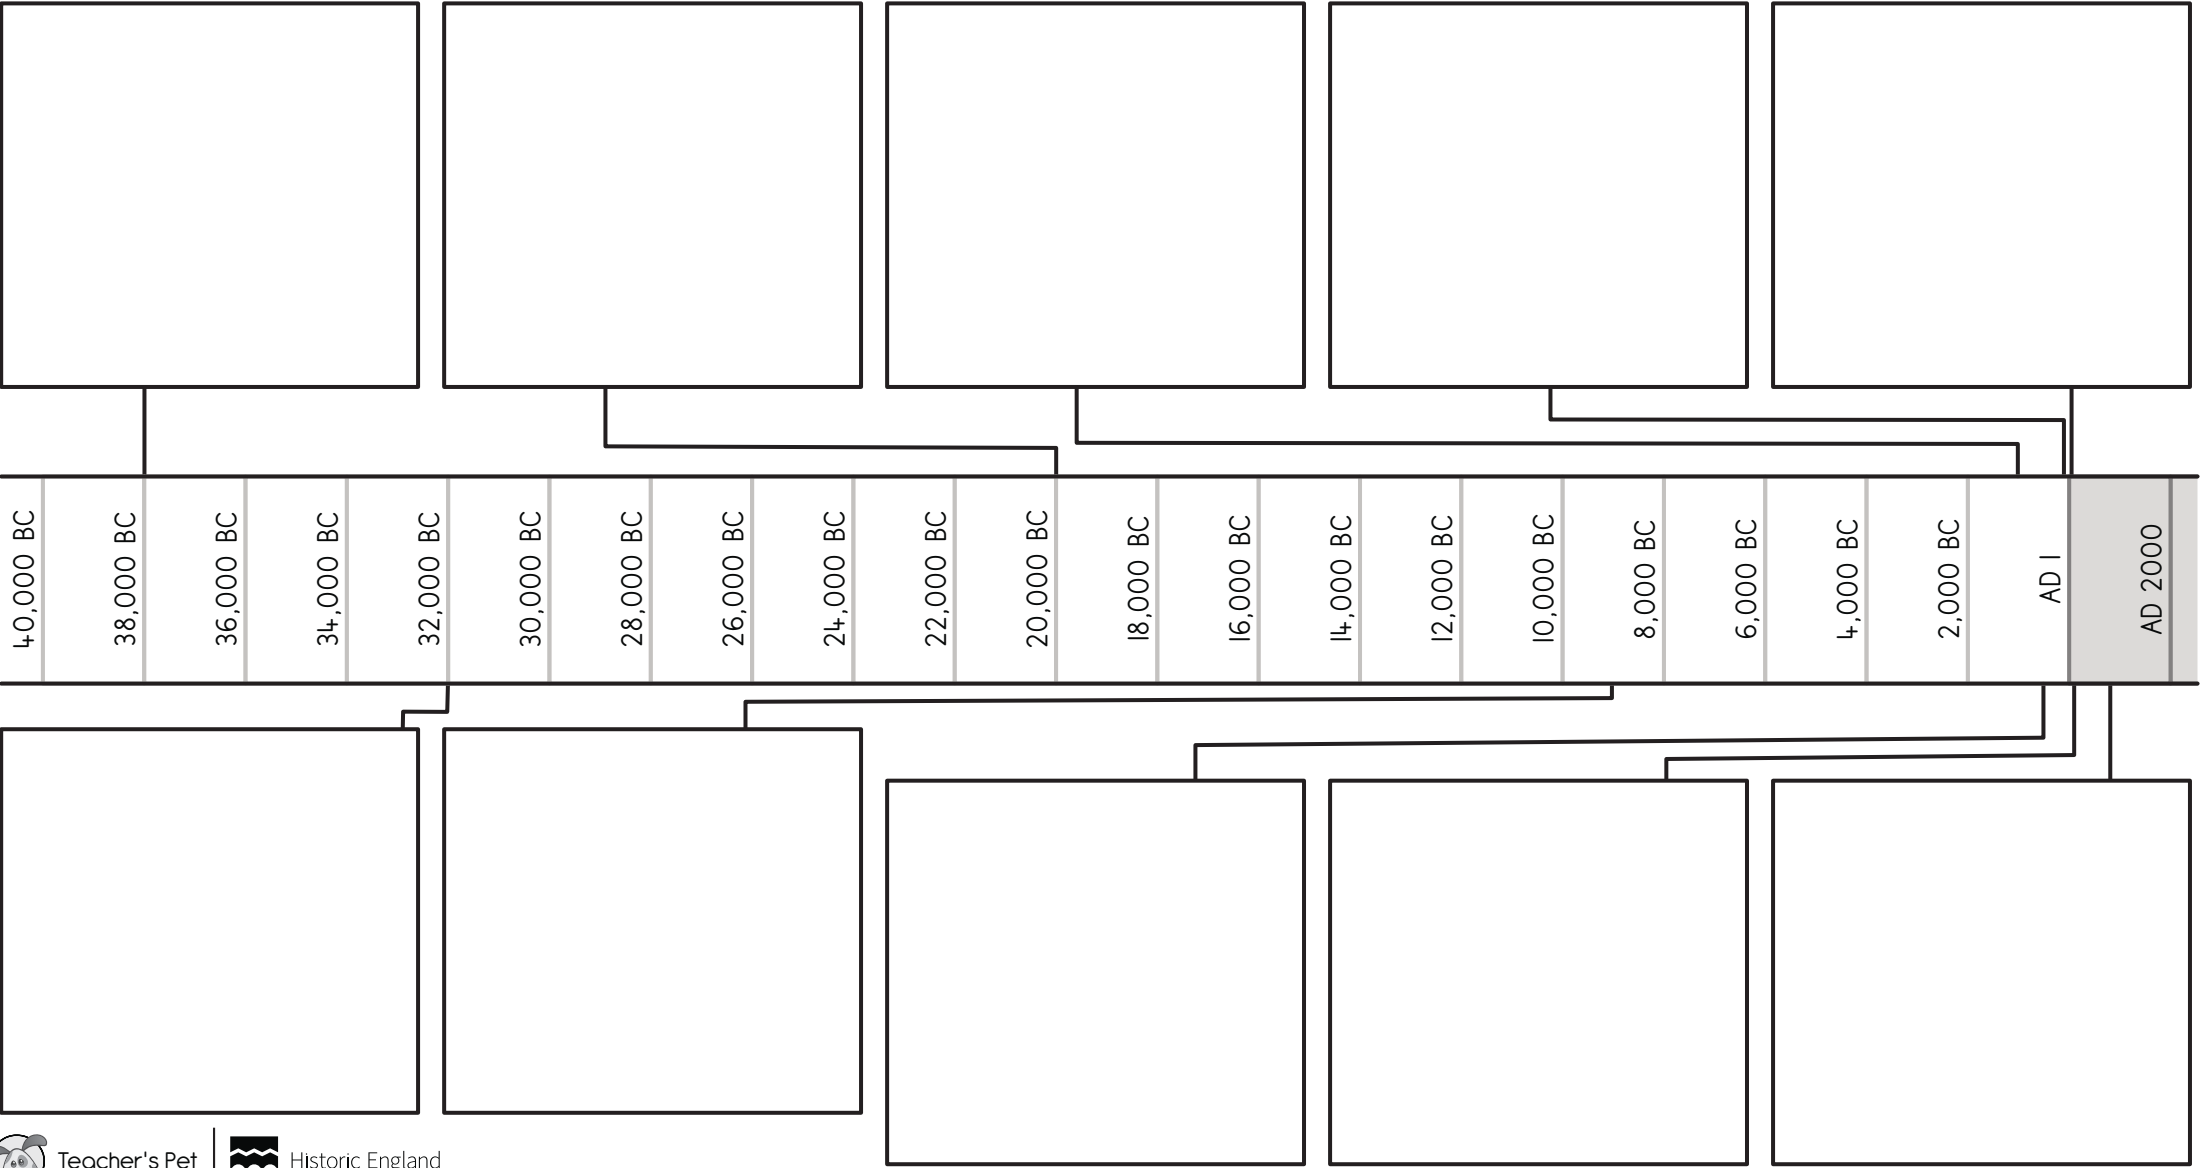 40,000 BC
38,000 BC
36,000 BC
34,000 BC
32,000 BC
30,000 BC
28,000 BC
26,000 BC
24,000 BC
22,000 BC
20,000 BC
18,000 BC
16,000 BC
14,000 BC
12,000 BC
10,000 BC
8,000 BC
6,000 BC
4,000 BC
2,000 BC
AD 1
AD 2000
Teacher's Pet
Historic England